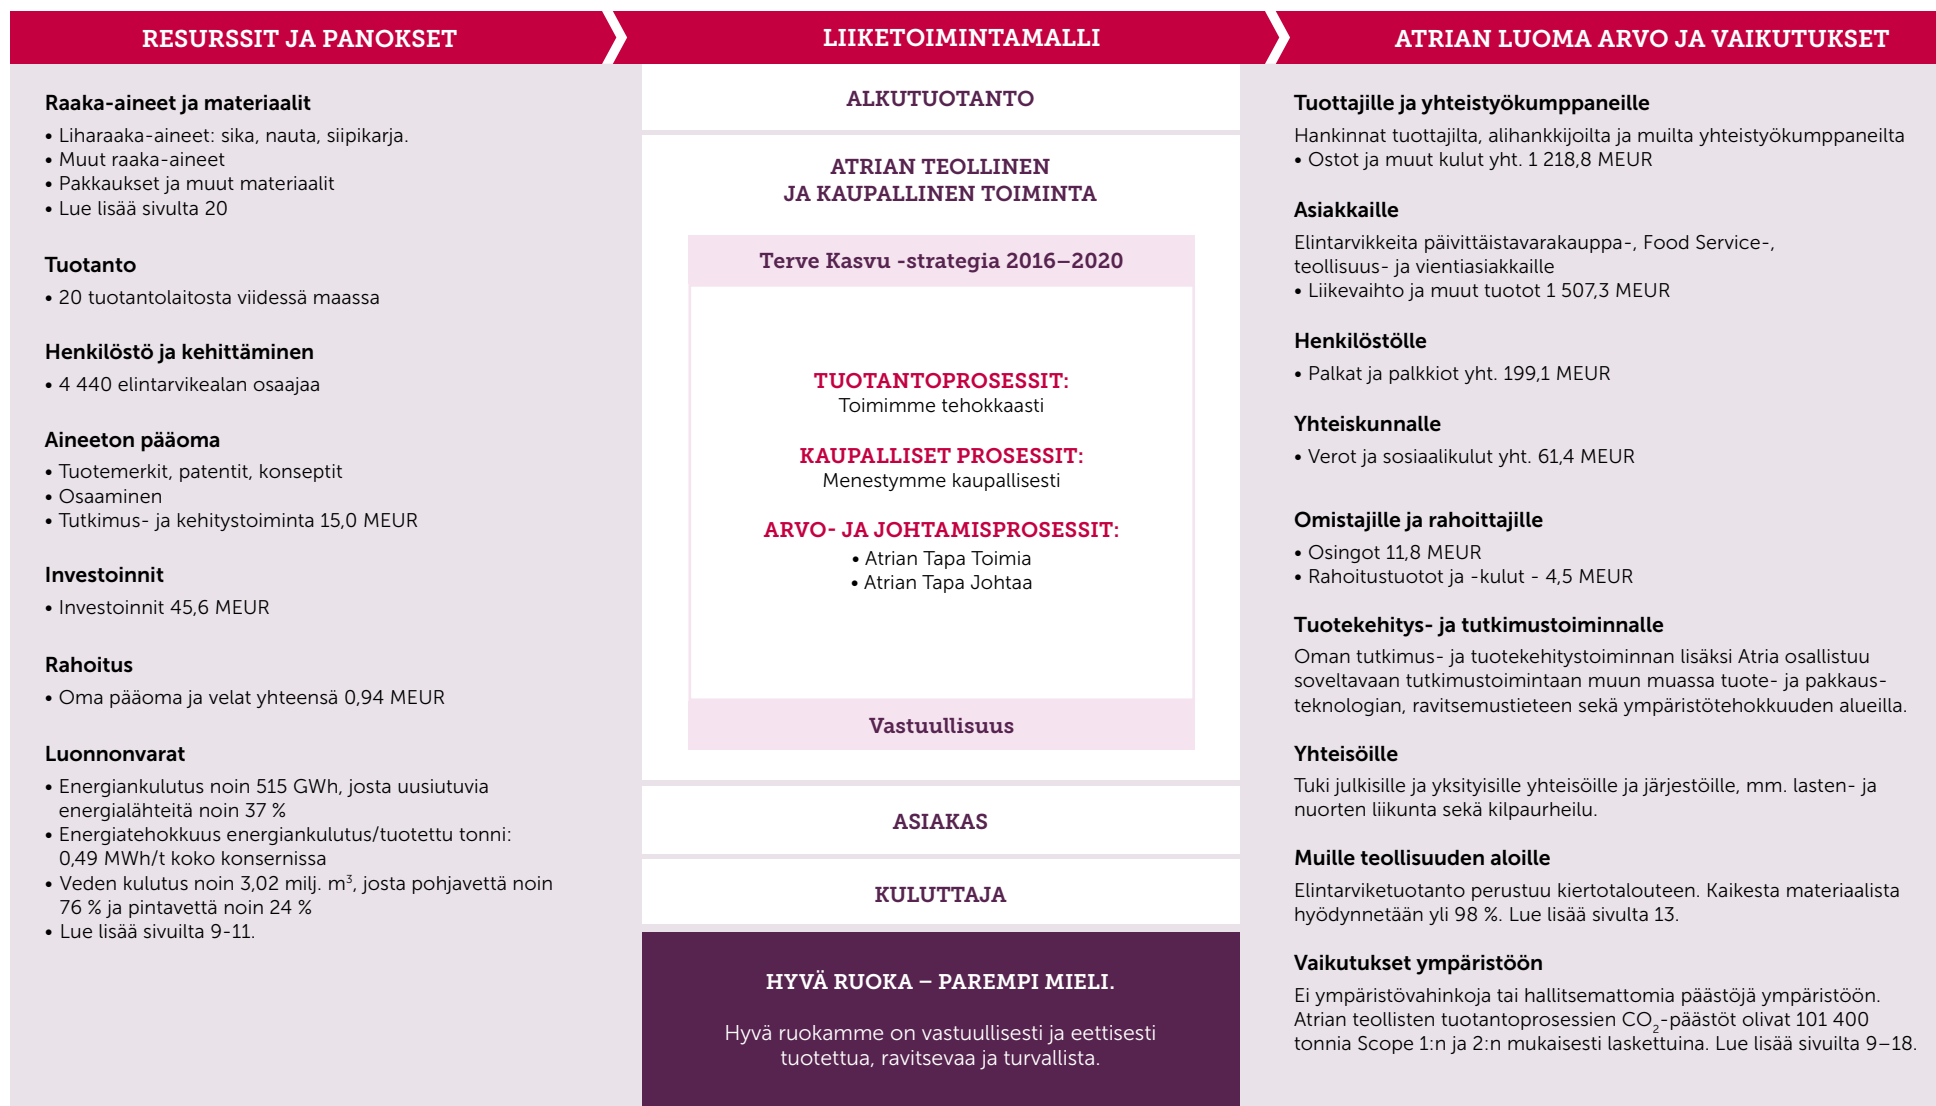 RESURSSIT JA PANOKSET
Raaka-aineet ja materiaalit
• Liharaaka-aineet: sika, nauta, siipikarja.
• Muut raaka-aineet
• Pakkaukset ja muut materiaalit
• Lue lisää sivulta 20
Tuotanto
• 20 tuotantolaitosta viidessä maassa
Henkilöstö ja kehittäminen
• 4 440 elintarvikealan osaajaa
Aineeton pääoma
• Tuotemerkit, patentit, konseptit
• Osaaminen
• Tutkimus- ja kehitystoiminta 15,0 MEUR
Investoinnit
• Investoinnit 45,6 MEUR
Rahoitus
• Oma pääoma ja velat yhteensä 0,94 MEUR
Luonnonvarat
• Energiankulutus noin 515 GWh, josta uusiutuvia
energialähteitä noin 37 %
• Energiatehokkuus energiankulutus/tuotettu tonni:
0,49 MWh/t koko konsernissa
• Veden kulutus noin 3,02 milj. m³, josta pohjavettä noin
76 % ja pintavettä noin 24 %
• Lue lisää sivuilta 9-11.
LIIKETOIMINTAMALLI
ALKUTUOTANTO
ATRIAN TEOLLINEN
JA KAUPALLINEN TOIMINTA
Terve Kasvu -strategia 2016–2020
TUOTANTOPROSESSIT:
Toimimme tehokkaasti
KAUPALLISET PROSESSIT:
Menestymme kaupallisesti
ARVO- JA JOHTAMISPROSESSIT:
• Atrian Tapa Toimia
• Atrian Tapa Johtaa
Vastuullisuus
ASIAKAS
KULUTTAJA
HYVÄ RUOKA – PAREMPI MIELI.
Hyvä ruokamme on vastuullisesti ja eettisesti
tuotettua, ravitsevaa ja turvallista.
ATRIAN LUOMA ARVO JA VAIKUTUKSET
Tuottajille ja yhteistyökumppaneille
Hankinnat tuottajilta, alihankkijoilta ja muilta yhteistyökumppaneilta
• Ostot ja muut kulut yht. 1 218,8 MEUR
Asiakkaille
Elintarvikkeita päivittäistavarakauppa-, Food Service-,
teollisuus- ja vientiasiakkaille
• Liikevaihto ja muut tuotot 1 507,3 MEUR
Henkilöstölle
• Palkat ja palkkiot yht. 199,1 MEUR
Yhteiskunnalle
• Verot ja sosiaalikulut yht. 61,4 MEUR
Omistajille ja rahoittajille
• Osingot 11,8 MEUR
• Rahoitustuotot ja -kulut - 4,5 MEUR
Tuotekehitys- ja tutkimustoiminnalle
Oman tutkimus- ja tuotekehitystoiminnan lisäksi Atria osallistuu
soveltavaan tutkimustoimintaan muun muassa tuote- ja pakkaus-
teknologian, ravitsemustieteen sekä ympäristötehokkuuden alueilla.
Yhteisöille
Tuki julkisille ja yksityisille yhteisöille ja järjestöille, mm. lasten- ja
nuorten liikunta sekä kilpaurheilu.
Muille teollisuuden aloille
Elintarviketuotanto perustuu kiertotalouteen. Kaikesta materiaalista
hyödynnetään yli 98 %. Lue lisää sivulta 13.
Vaikutukset ympäristöön
Ei ympäristövahinkoja tai hallitsemattomia päästöjä ympäristöön.
Atrian teollisten tuotantoprosessien CO₂-päästöt olivat 101 400
tonnia Scope 1:n ja 2:n mukaisesti laskettuina. Lue lisää sivuilta 9–18.